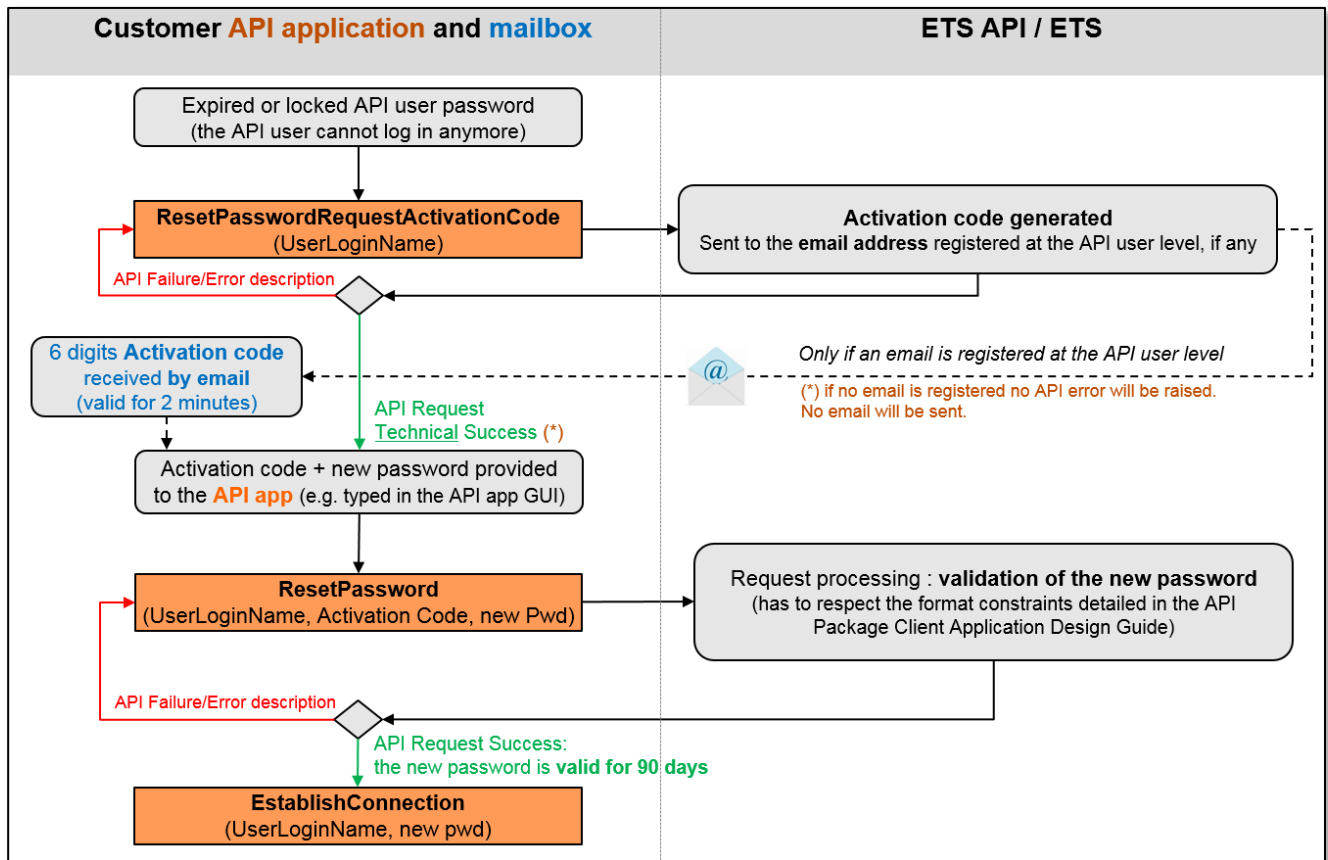 Customer API application and mailbox
ETS API / ETS
Expired or locked API user password
(the API user cannot log in anymore)
ResetPasswordRequestActivationCode
(UserLoginName)
Activation code generated
Sent to the email address registered at the API user level, if any
API Failure/Error description
6 digits Activation code
received by email
(valid for 2 minutes)
@
Only if an email is registered at the API user level
(*) if no email is registered no API error will be raised.
No email will be sent.
API Request
Technical Success (*)
Activation code + new password provided
to the API app (e.g. typed in the API app GUI)
ResetPassword
(UserLoginName, Activation Code, new Pwd)
Request processing : validation of the new password
(has to respect the format constraints detailed in the API
Package Client Application Design Guide)
API Failure/Error description
API Request Success:
the new password is valid for 90 days
EstablishConnection
(UserLoginName, new pwd)